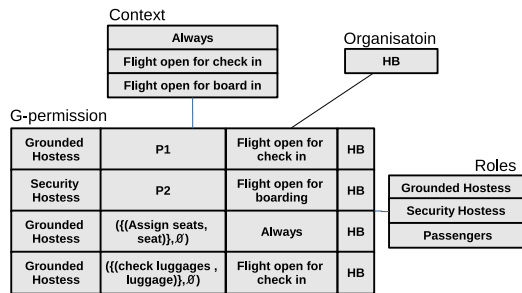 Context
Always
Flight open for check in
Flight open for board in
Organisatoin
HB
G-permission
Grounded
Hostess
P1
Flight open for
check in
HB
Security
Hostess
P2
Flight open for
boarding
HB
Grounded
Hostess
({(Assign seats,
seat)},∅)
Always
HB
Grounded
Hostess
({(check luggages ,
luggage)},∅)
Flight open for
check in
HB
Roles
Grounded Hostess
Security Hostess
Passengers